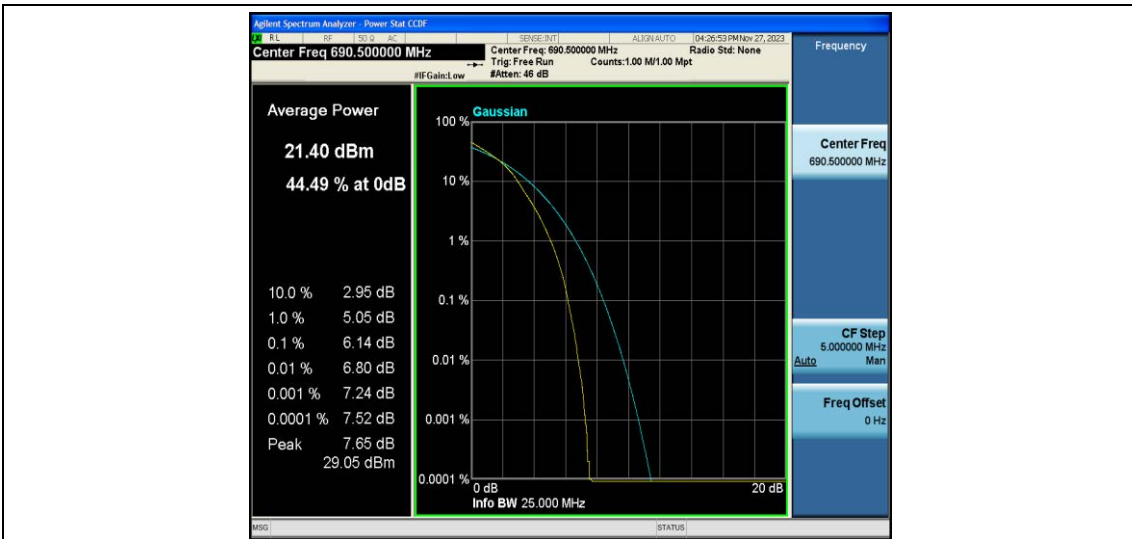 Agilent Spectrum Analyzer - Power Stat CCDF
RL RF 50 Ω AC SENSE:INT ALIGNAUTO 04:26:53 PM Nov 27, 2023
Center Freq 690.500000 MHz
Center Freq: 690.500000 MHz Radio Std: None
Trig: Free Run Counts:1.00 M/1.00 Mpt
#IFGain:Low #Atten: 46 dB
Frequency
Average Power
21.40 dBm
44.49 % at 0dB
10.0 % 2.95 dB
1.0 % 5.05 dB
0.1 % 6.14 dB
0.01 % 6.80 dB
0.001 % 7.24 dB
0.0001 % 7.52 dB
Peak 7.65 dB
29.05 dBm
Gaussian
100 %
10 %
1 %
0.1 %
0.01 %
0.001 %
0.0001 %
0 dB 20 dB
Info BW 25.000 MHz
Center Freq
690.500000 MHz
CF Step
5.000000 MHz
Auto Man
Freq Offset
0 Hz
MSG STATUS